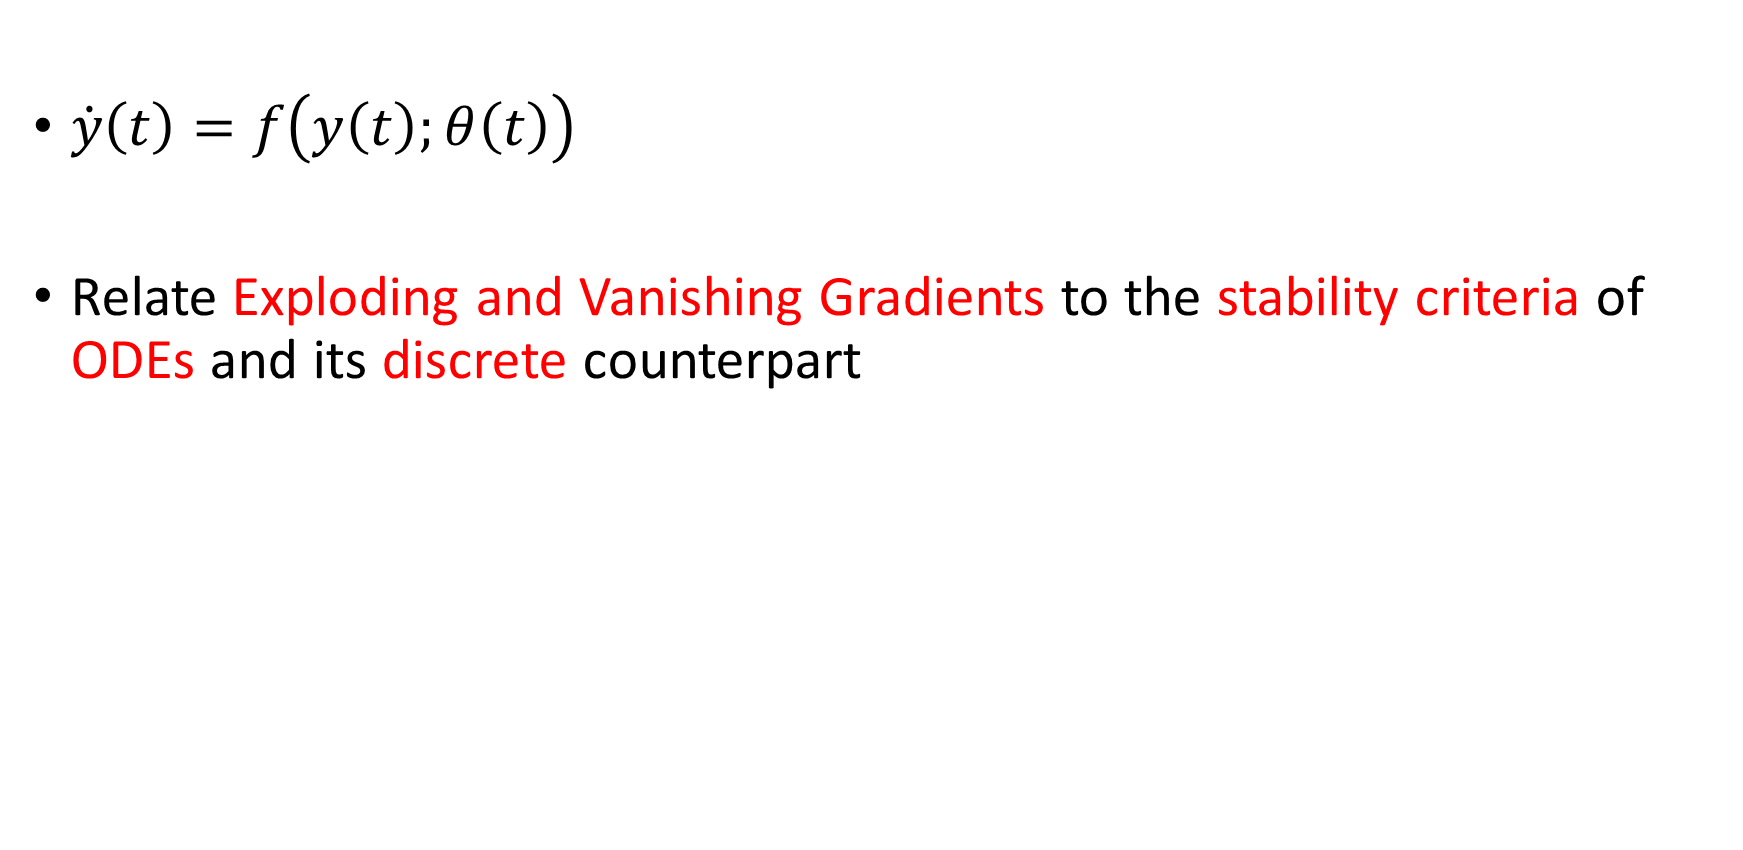 • ẏ(t) = f(y(t); θ(t))
• Relate Exploding and Vanishing Gradients to the stability criteria of
ODEs and its discrete counterpart